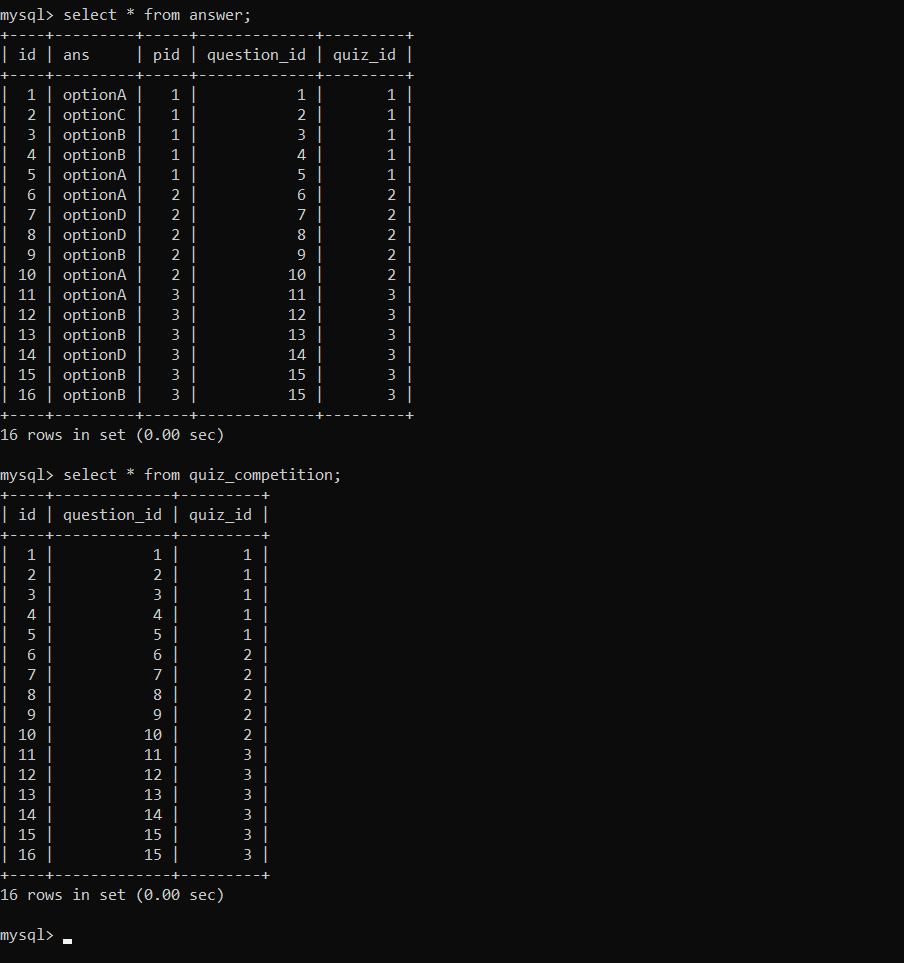 mysql> select * from answer;
+----+---------+-----+-------------+---------+
| id | ans     | pid | question_id | quiz_id |
+----+---------+-----+-------------+---------+
|  1 | optionA |   1 |           1 |       1 |
|  2 | optionC |   1 |           2 |       1 |
|  3 | optionB |   1 |           3 |       1 |
|  4 | optionB |   1 |           4 |       1 |
|  5 | optionA |   1 |           5 |       1 |
|  6 | optionA |   2 |           6 |       2 |
|  7 | optionD |   2 |           7 |       2 |
|  8 | optionD |   2 |           8 |       2 |
|  9 | optionB |   2 |           9 |       2 |
| 10 | optionA |   2 |          10 |       2 |
| 11 | optionA |   3 |          11 |       3 |
| 12 | optionB |   3 |          12 |       3 |
| 13 | optionB |   3 |          13 |       3 |
| 14 | optionD |   3 |          14 |       3 |
| 15 | optionB |   3 |          15 |       3 |
| 16 | optionB |   3 |          15 |       3 |
+----+---------+-----+-------------+---------+
16 rows in set (0.00 sec)
mysql> select * from quiz_competition;
+----+-------------+---------+
| id | question_id | quiz_id |
+----+-------------+---------+
|  1 |           1 |       1 |
|  2 |           2 |       1 |
|  3 |           3 |       1 |
|  4 |           4 |       1 |
|  5 |           5 |       1 |
|  6 |           6 |       2 |
|  7 |           7 |       2 |
|  8 |           8 |       2 |
|  9 |           9 |       2 |
| 10 |          10 |       2 |
| 11 |          11 |       3 |
| 12 |          12 |       3 |
| 13 |          13 |       3 |
| 14 |          14 |       3 |
| 15 |          15 |       3 |
| 16 |          15 |       3 |
+----+-------------+---------+
16 rows in set (0.00 sec)
mysql>